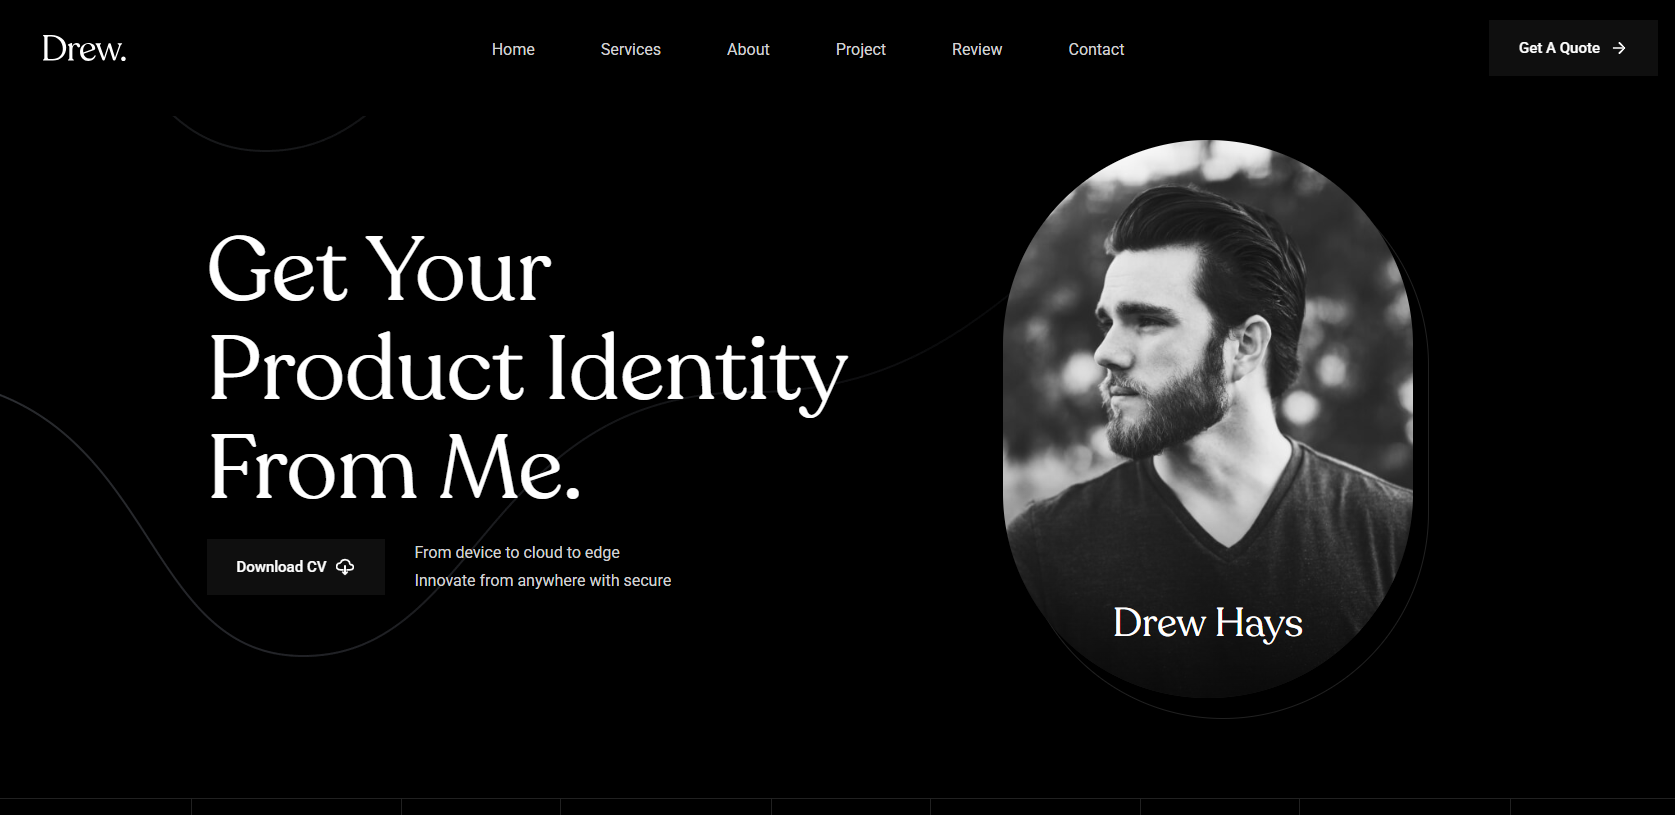 Drew.
Home
Services
About
Project
Review
Contact
Get A Quote
Get Your
Product Identity
From Me.
Download CV
From device to cloud to edge
Innovate from anywhere with secure
Drew Hays